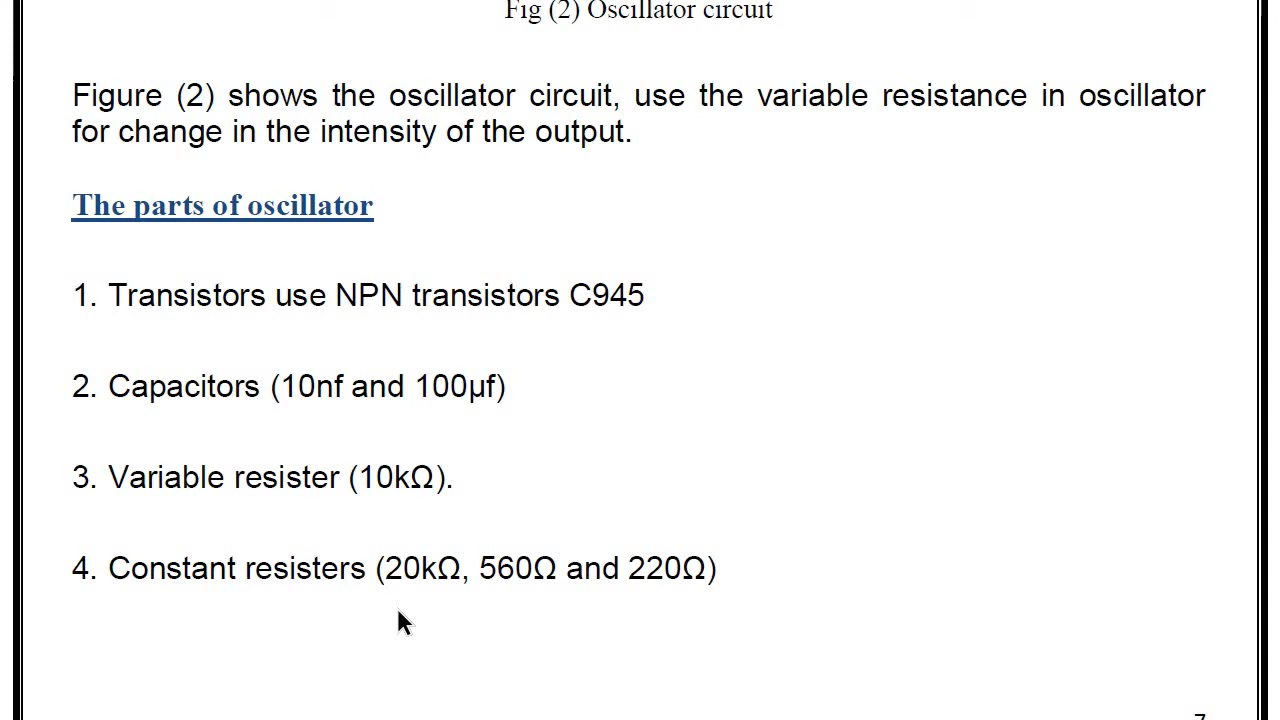 Fig (2) Oscillator circuit
Figure (2) shows the oscillator circuit, use the variable resistance in oscillator
for change in the intensity of the output.
The parts of oscillator
1. Transistors use NPN transistors C945
2. Capacitors (10nf and 100µf)
3. Variable resister (10kΩ).
4. Constant resisters (20kΩ, 560Ω and 220Ω)